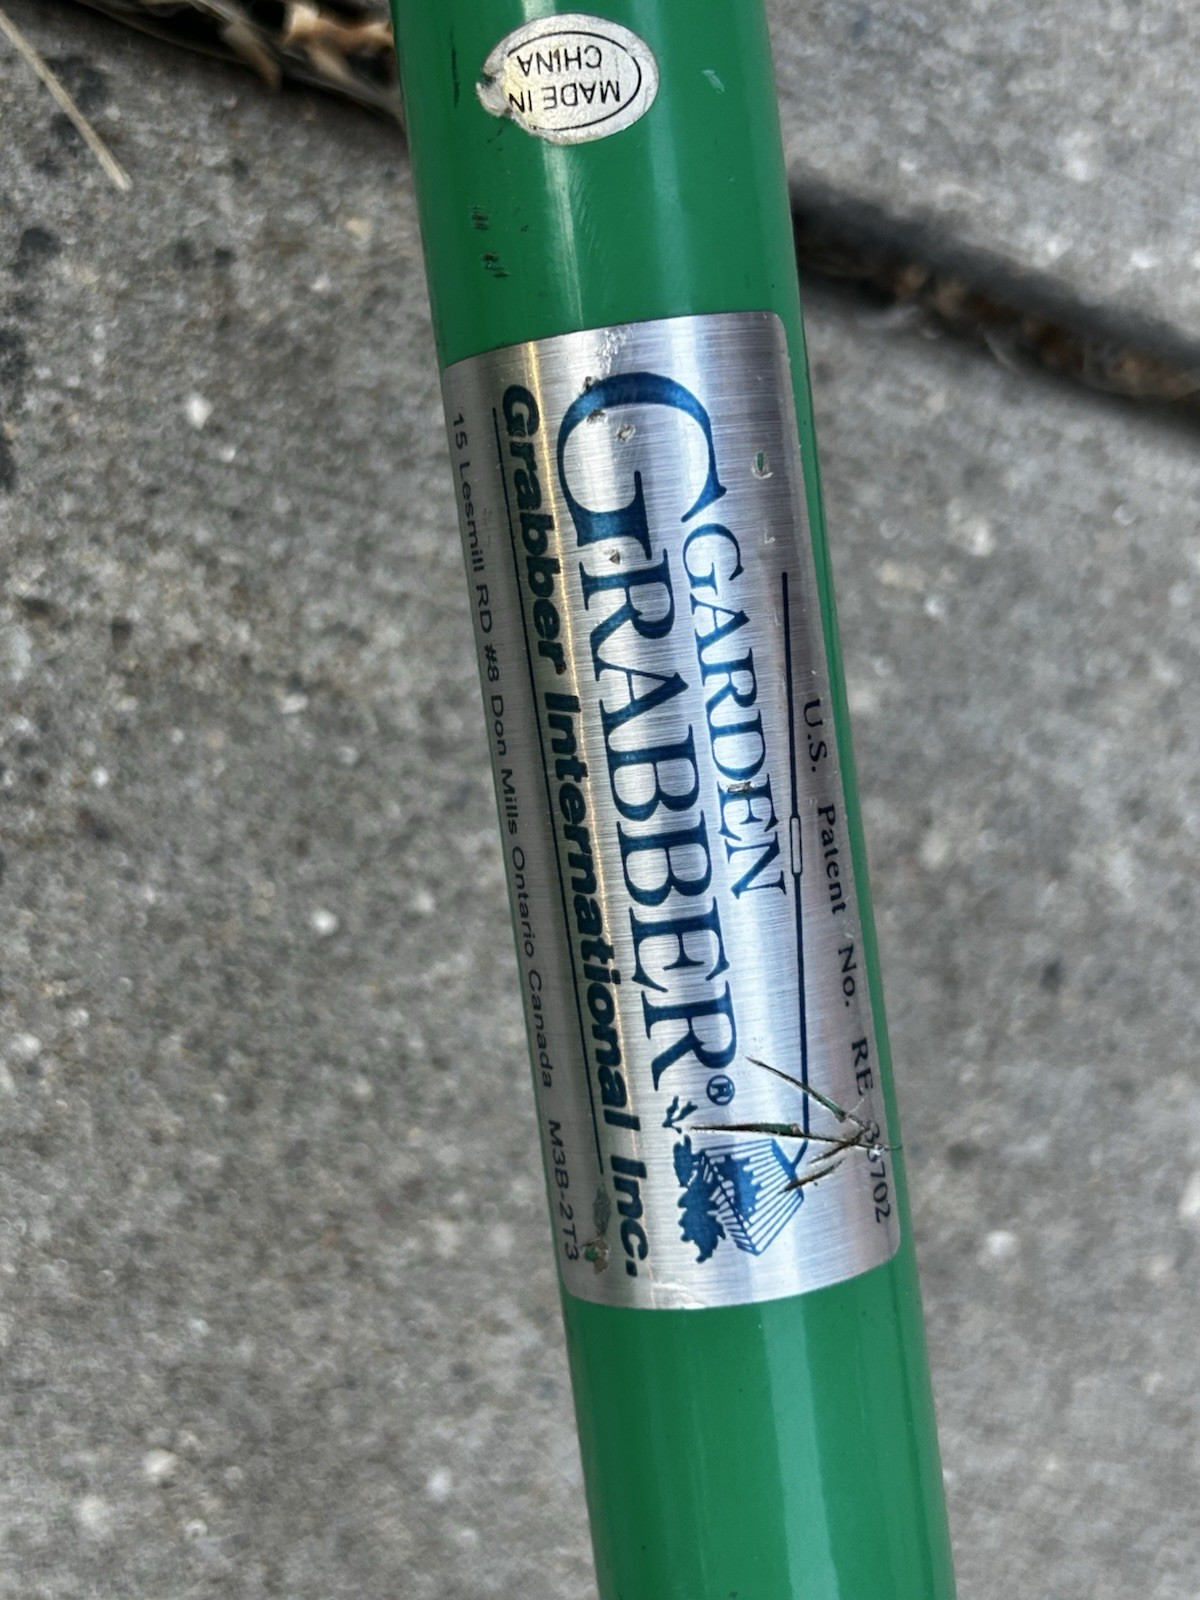 MADE IN
CHINA
U.S. Patent No. RE 33702
GARDEN
GRABBER®
Grabber International Inc.
15 Lesmill RD #8 Don Mills Ontario Canada M3B-2T3